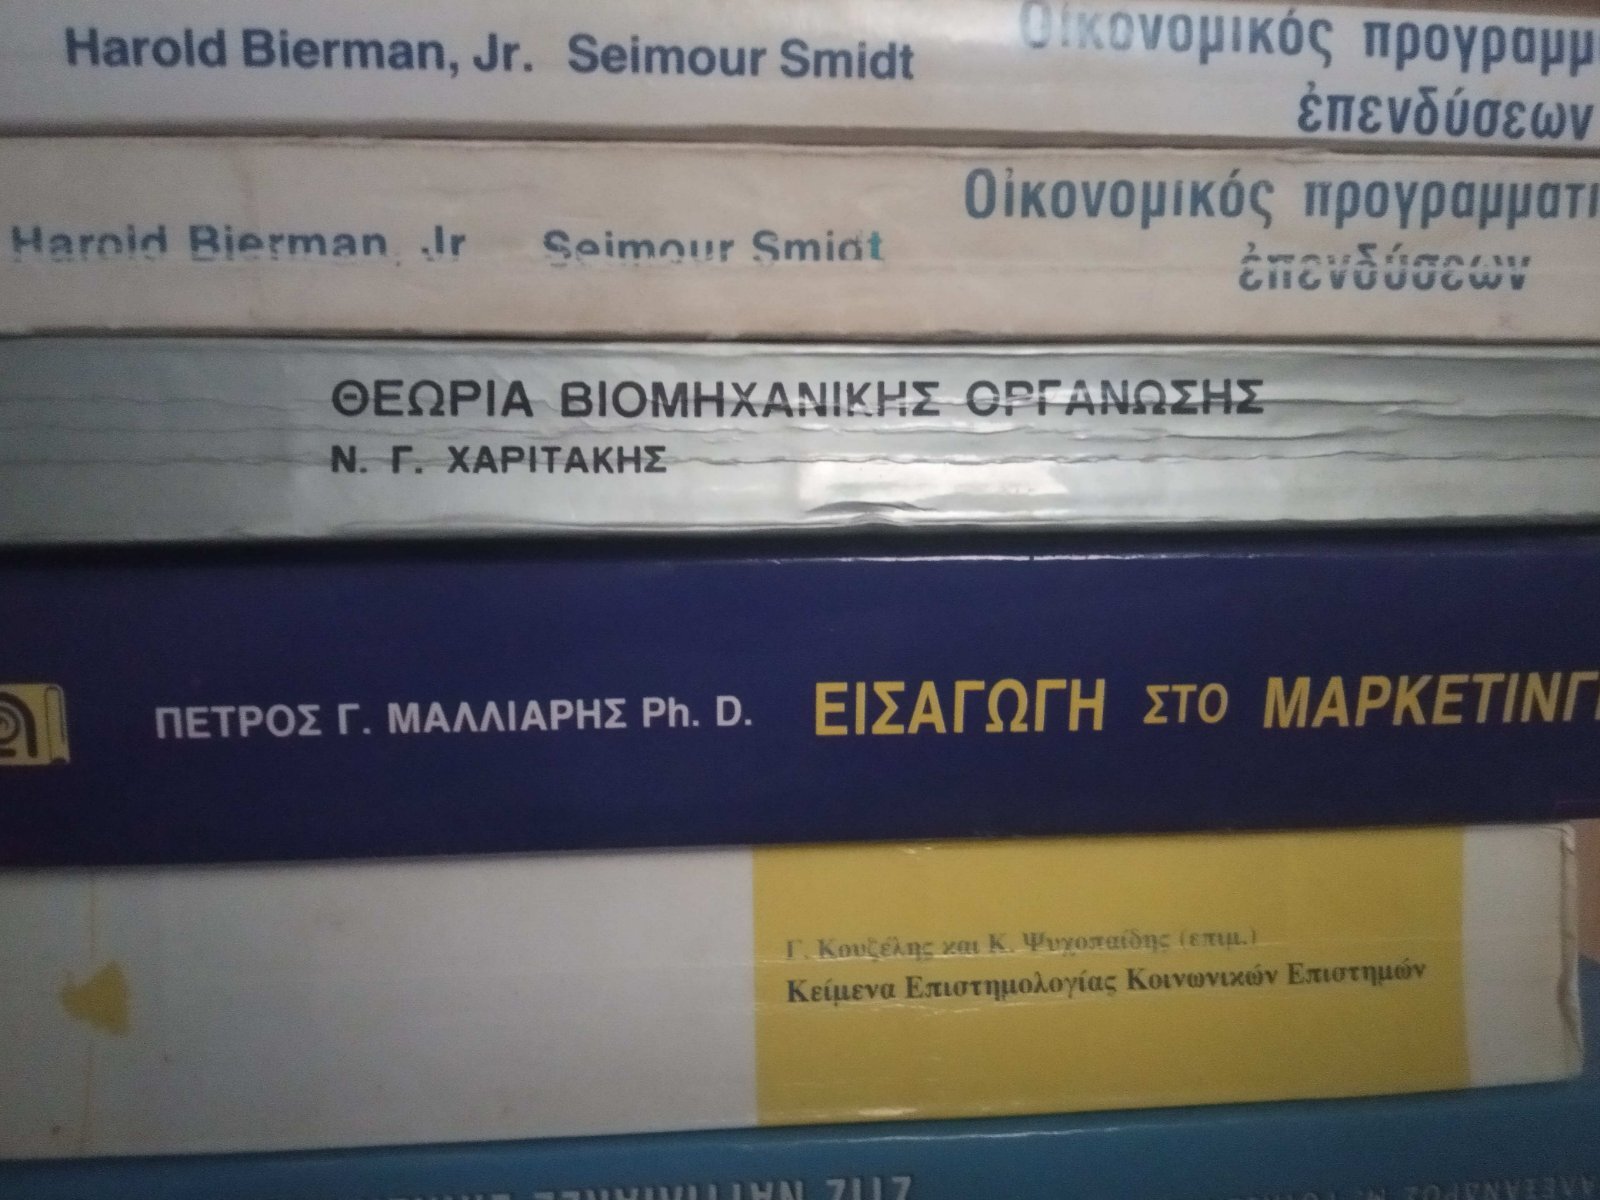 Harold Bierman, Jr. Seimour Smidt
Οἰκονομικός προγραμμ
ἐπενδύσεων
Harold Bierman, Jr Seimour Smidt
Οἰκονομικός προγραμματι
ἐπενδύσεων
ΘΕΩΡΙΑ ΒΙΟΜΗΧΑΝΙΚΗΣ ΟΡΓΑΝΩΣΗΣ
Ν. Γ. ΧΑΡΙΤΑΚΗΣ
ΠΕΤΡΟΣ Γ. ΜΑΛΛΙΑΡΗΣ Ph. D. ΕΙΣΑΓΩΓΗ ΣΤΟ ΜΑΡΚΕΤΙΝΓΚ
Γ. Κουζέλης και Κ. Ψυχοπαίδης (επιμ.)
Κείμενα Επιστημολογίας Κοινωνικών Επιστημών